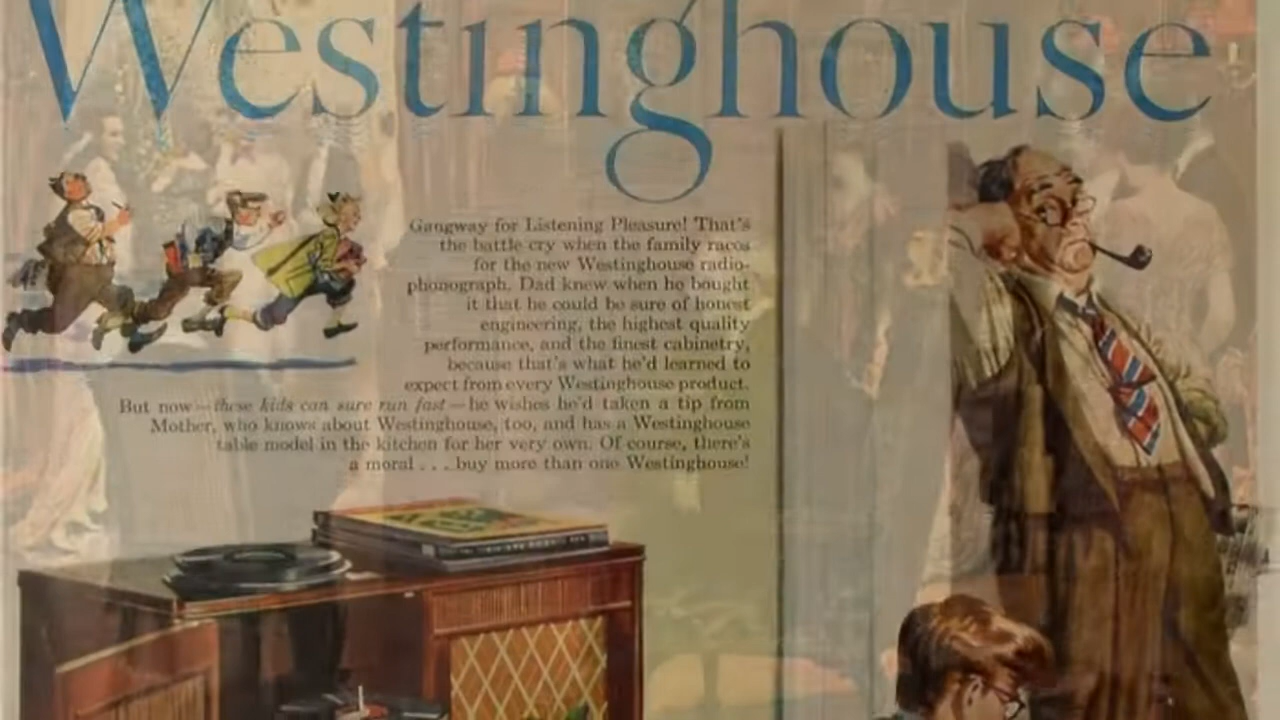 Westinghouse
Gangway for Listening Pleasure! That's
the battle cry when the family races
for the new Westinghouse radio-
phonograph. Dad knew when he bought
it that he could be sure of honest
engineering, the highest quality
performance, and the finest cabinetry,
because that's what he'd learned to
expect from every Westinghouse product.
But now—these kids can sure run fast—he wishes he'd taken a tip from
Mother, who knows about Westinghouse, too, and has a Westinghouse
table model in the kitchen for her very own. Of course, there's
a moral . . . buy more than one Westinghouse!